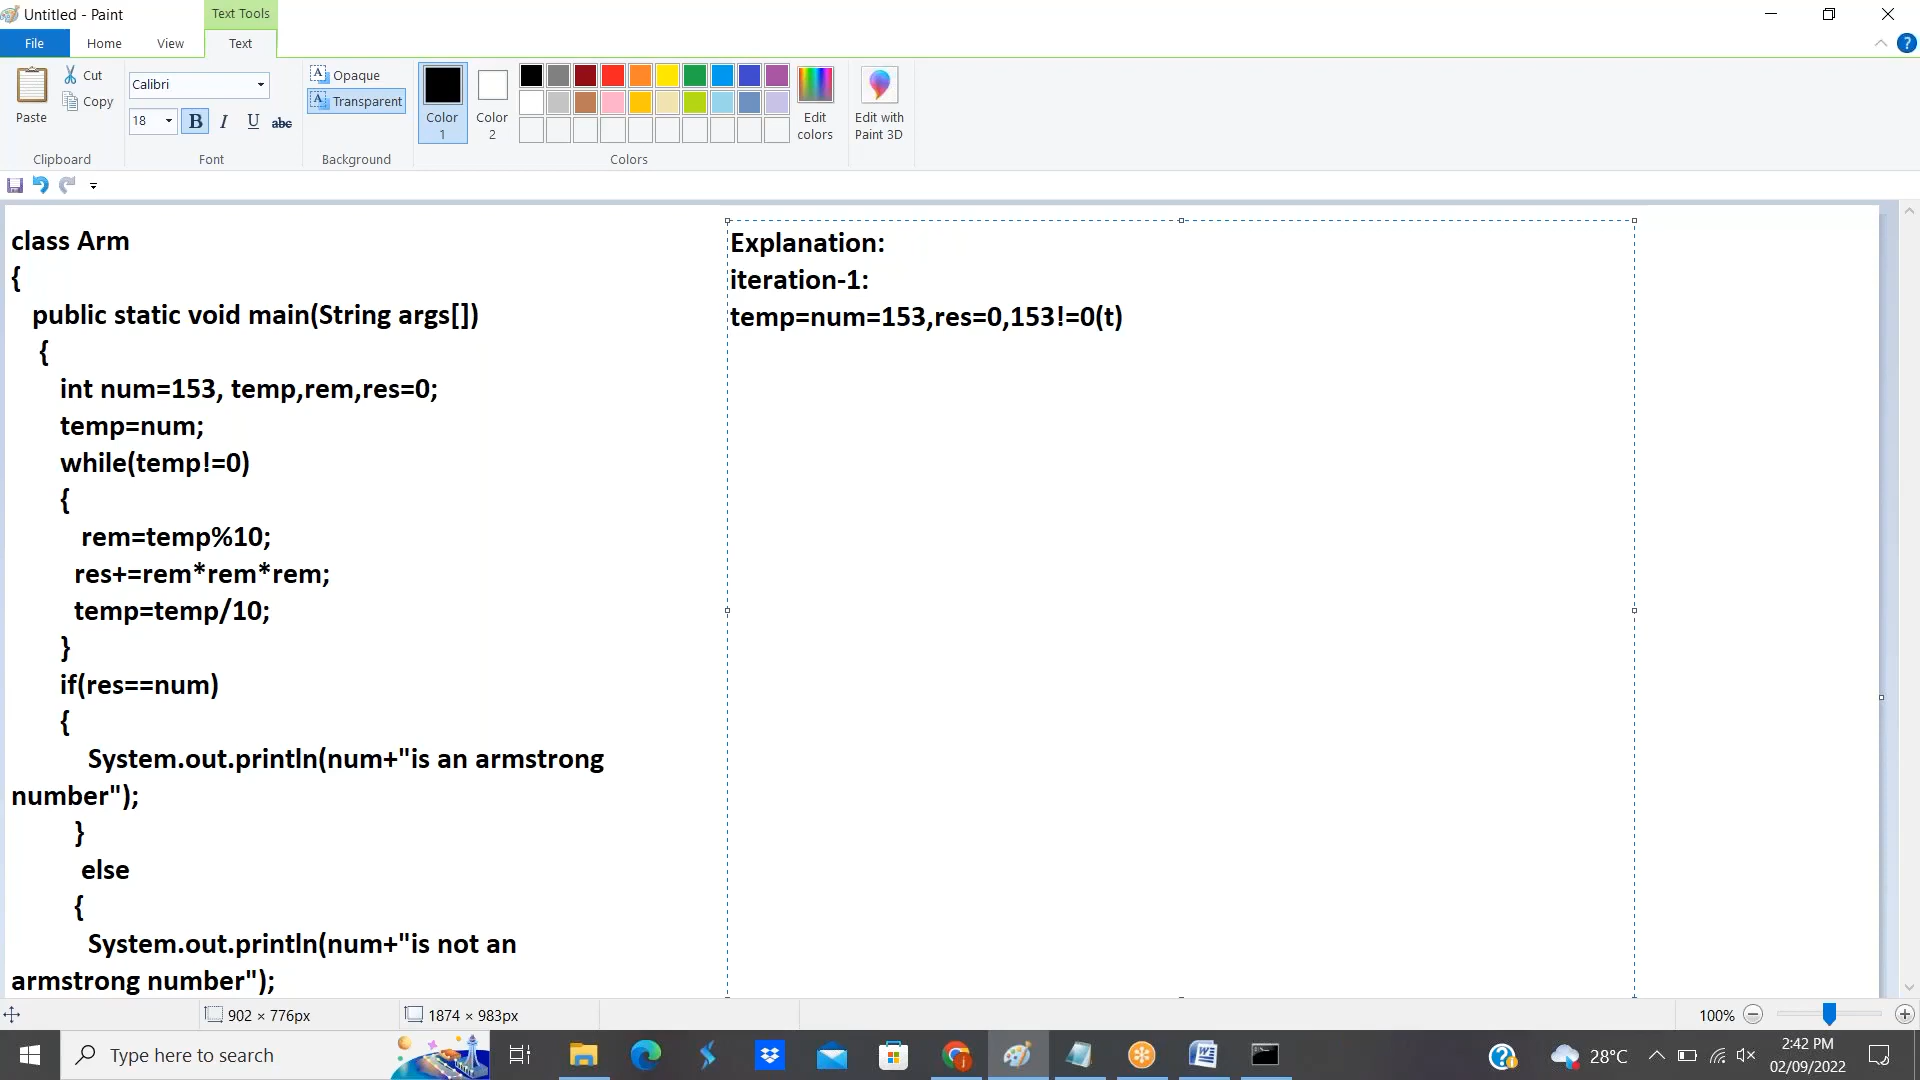 Untitled - Paint
Text Tools
File
Home
View
Text
?
Paste
Cut
Copy
Clipboard
Calibri
18
B I U abc
Font
A Opaque
A Transparent
Background
Color 1
Color 2
Edit colors
Colors
Edit with Paint 3D
class Arm
{
public static void main(String args[])
{
int num=153, temp,rem,res=0;
temp=num;
while(temp!=0)
{
rem=temp%10;
res+=rem*rem*rem;
temp=temp/10;
}
if(res==num)
{
System.out.println(num+"is an armstrong
number");
}
else
{
System.out.println(num+"is not an
armstrong number");
Explanation:
iteration-1:
temp=num=153,res=0,153!=0(t)
902 × 776px
1874 × 983px
100%
Type here to search
28°C
2:42 PM
02/09/2022